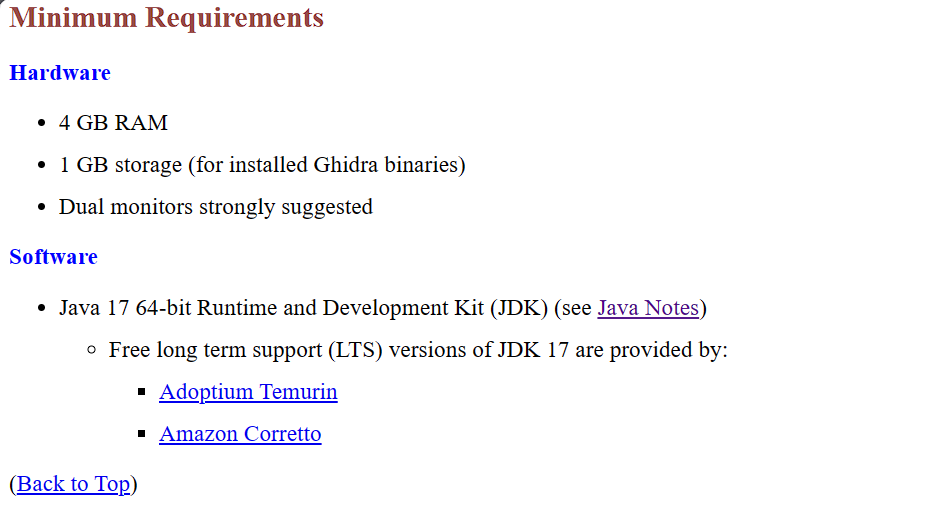 Minimum Requirements
Hardware
• 4 GB RAM
• 1 GB storage (for installed Ghidra binaries)
• Dual monitors strongly suggested
Software
• Java 17 64-bit Runtime and Development Kit (JDK) (see Java Notes)
◦ Free long term support (LTS) versions of JDK 17 are provided by:
▪ Adoptium Temurin
▪ Amazon Corretto
(Back to Top)